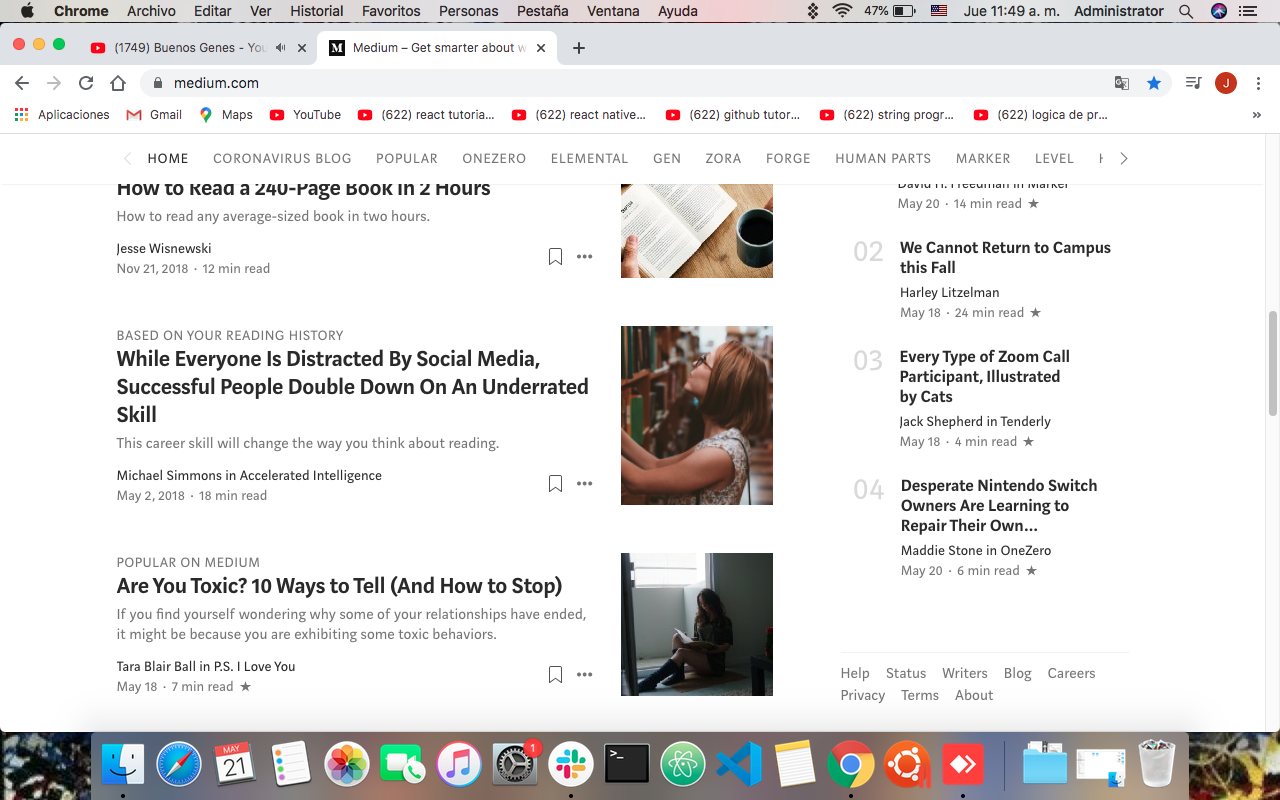 Chrome Archivo Editar Ver Historial Favoritos Personas Pestaña Ventana Ayuda 47% Jue 11:49 a. m. Administrator
(1749) Buenos Genes - You Medium – Get smarter about w
medium.com J
Aplicaciones Gmail Maps YouTube (622) react tutoria... (622) react native... (622) github tutor... (622) string progr... (622) logica de pr... »
HOME CORONAVIRUS BLOG POPULAR ONEZERO ELEMENTAL GEN ZORA FORGE HUMAN PARTS MARKER LEVEL
How to Read a 240-Page Book in 2 Hours
How to read any average-sized book in two hours.
Jesse Wisnewski
Nov 21, 2018 · 12 min read
BASED ON YOUR READING HISTORY
While Everyone Is Distracted By Social Media,
Successful People Double Down On An Underrated
Skill
This career skill will change the way you think about reading.
Michael Simmons in Accelerated Intelligence
May 2, 2018 · 18 min read
POPULAR ON MEDIUM
Are You Toxic? 10 Ways to Tell (And How to Stop)
If you find yourself wondering why some of your relationships have ended,
it might be because you are exhibiting some toxic behaviors.
Tara Blair Ball in P.S. I Love You
May 18 · 7 min read ★
David H. Freedman in Marker
May 20 · 14 min read ★
02 We Cannot Return to Campus
this Fall
Harley Litzelman
May 18 · 24 min read ★
03 Every Type of Zoom Call
Participant, Illustrated
by Cats
Jack Shepherd in Tenderly
May 18 · 4 min read ★
04 Desperate Nintendo Switch
Owners Are Learning to
Repair Their Own...
Maddie Stone in OneZero
May 20 · 6 min read ★
Help Status Writers Blog Careers
Privacy Terms About
MAY
21
1
>_